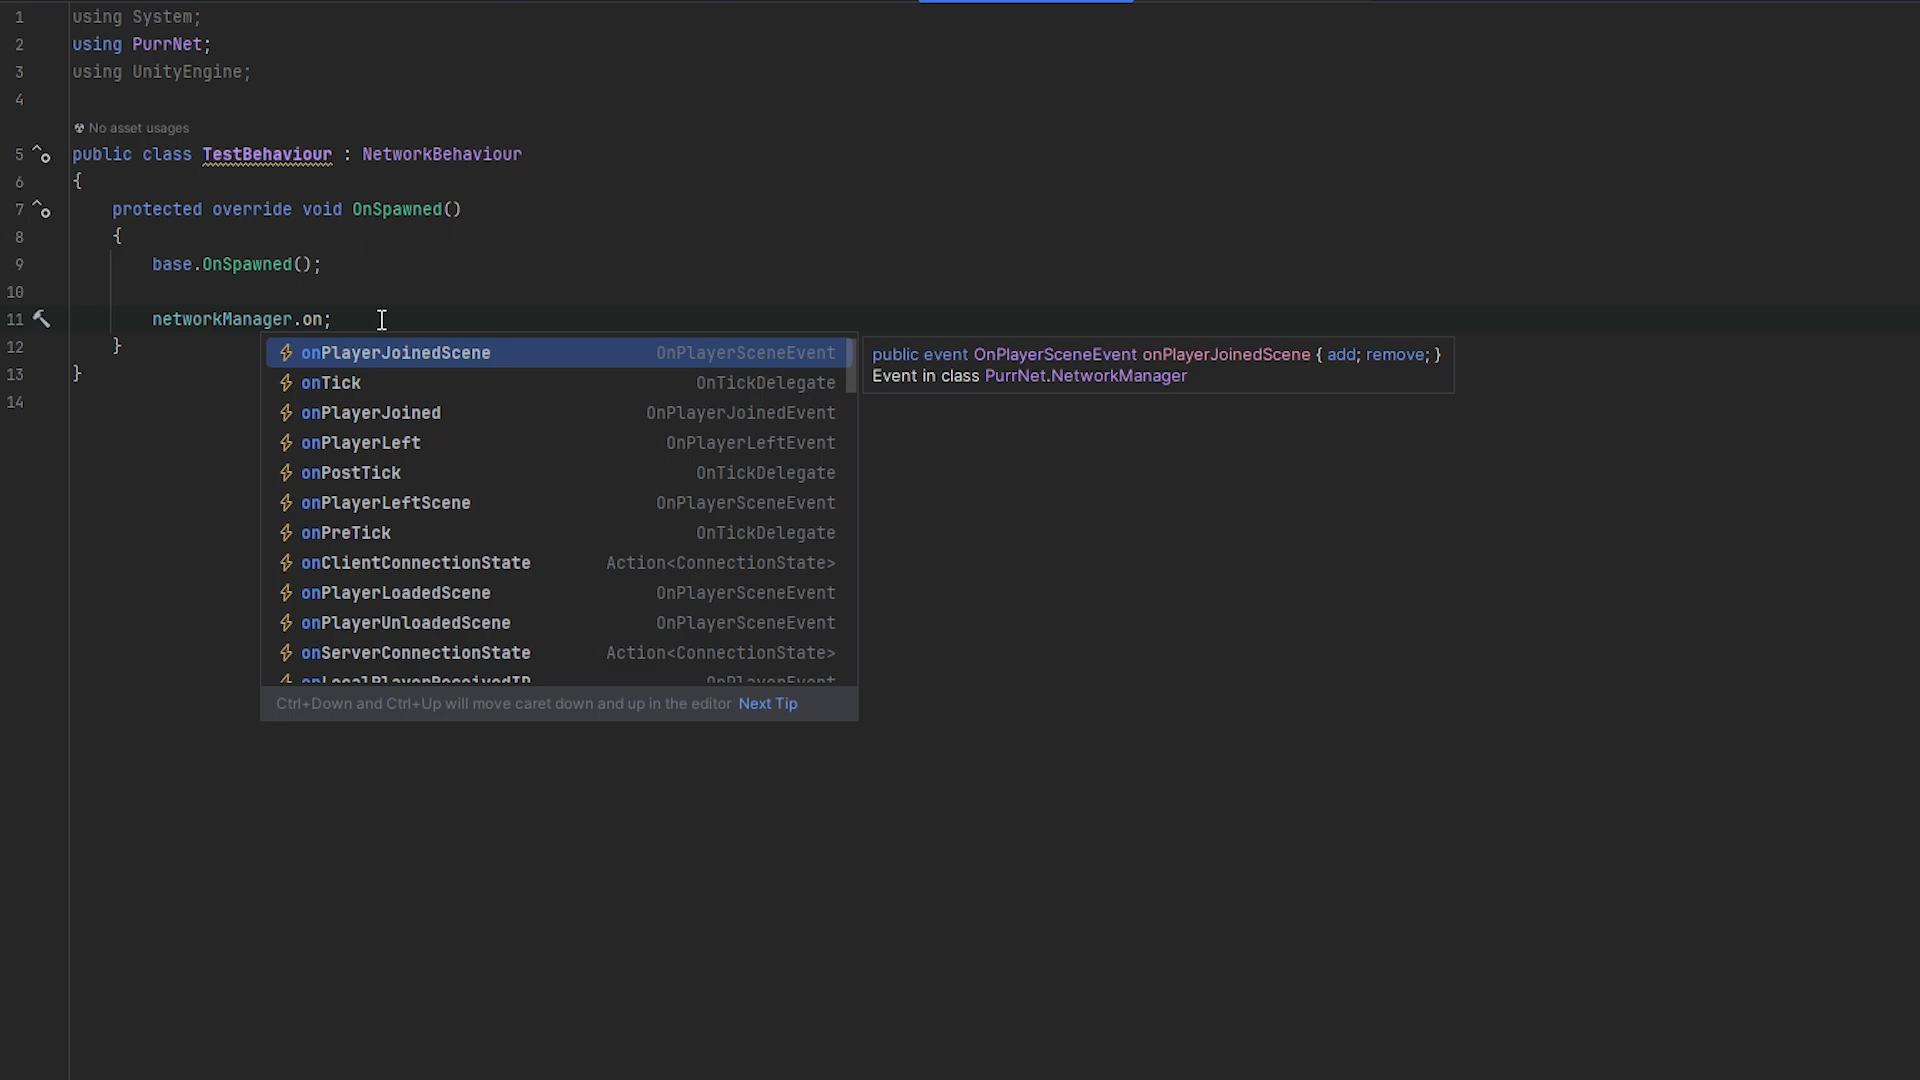 1 using System;
2 using PurrNet;
3 using UnityEngine;
4
No asset usages
5 public class TestBehaviour : NetworkBehaviour
6 {
7 protected override void OnSpawned()
8 {
9 base.OnSpawned();
10
11 networkManager.on;
12 }
13 }
14
onPlayerJoinedScene OnPlayerSceneEvent
onTick OnTickDelegate
onPlayerJoined OnPlayerJoinedEvent
onPlayerLeft OnPlayerLeftEvent
onPostTick OnTickDelegate
onPlayerLeftScene OnPlayerSceneEvent
onPreTick OnTickDelegate
onClientConnectionState Action<ConnectionState>
onPlayerLoadedScene OnPlayerSceneEvent
onPlayerUnloadedScene OnPlayerSceneEvent
onServerConnectionState Action<ConnectionState>
onLocalPlayerReceivedID OnPlayerEvent
Ctrl+Down and Ctrl+Up will move caret down and up in the editor Next Tip
public event OnPlayerSceneEvent onPlayerJoinedScene { add; remove; }
Event in class PurrNet.NetworkManager